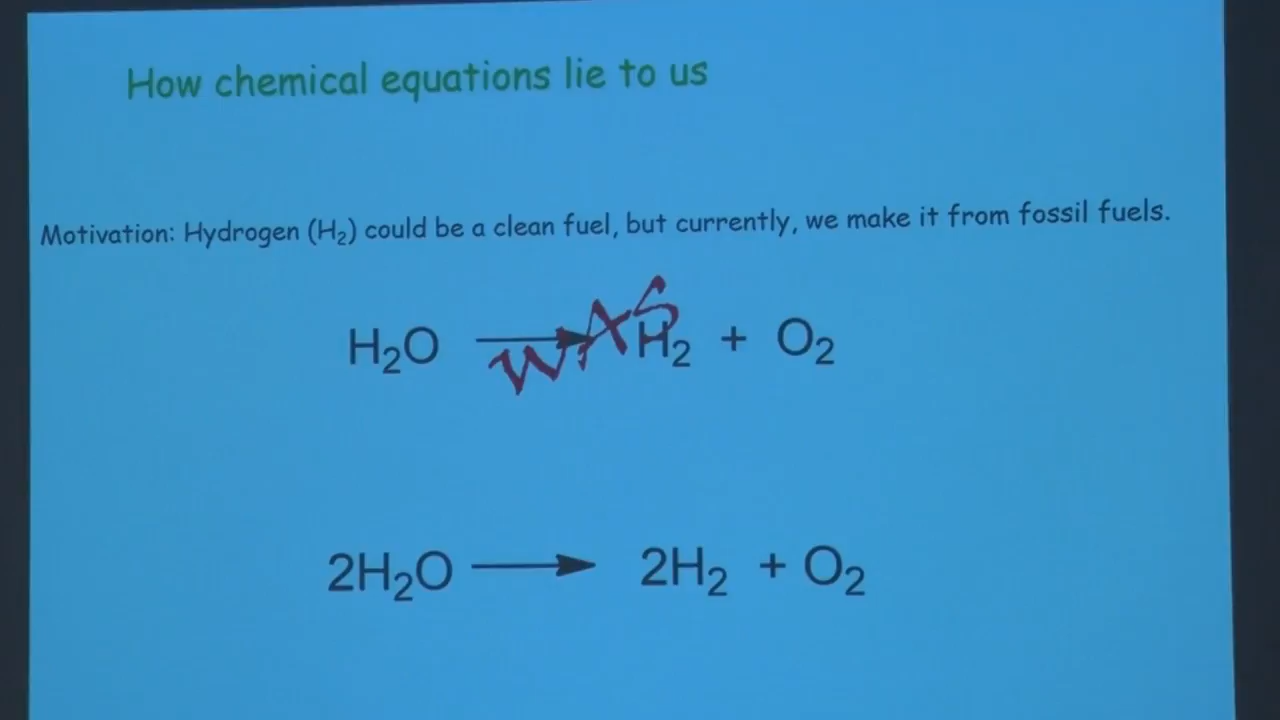 How chemical equations lie to us
Motivation: Hydrogen (H₂) could be a clean fuel, but currently, we make it from fossil fuels.
H₂O → H₂ + O₂
WAS
2H₂O → 2H₂ + O₂